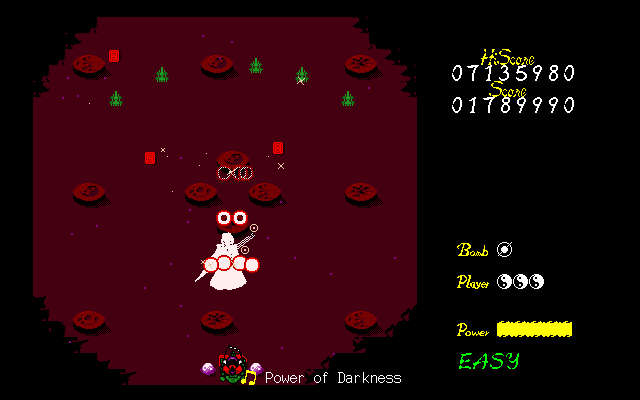 HiScore
07135980
Score
01789990
Bomb
Player
Power
EASY
Power of Darkness